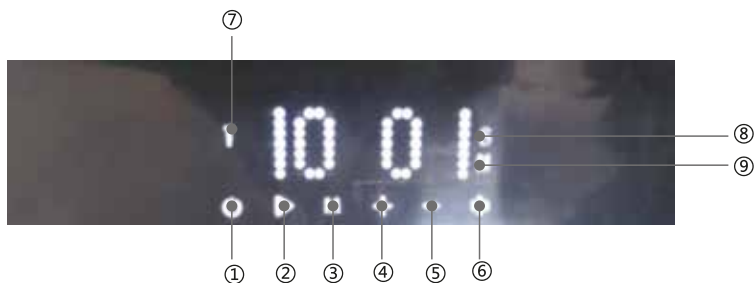 ⑦
10 01
⑧
⑨
① ② ③ ④ ⑤ ⑥